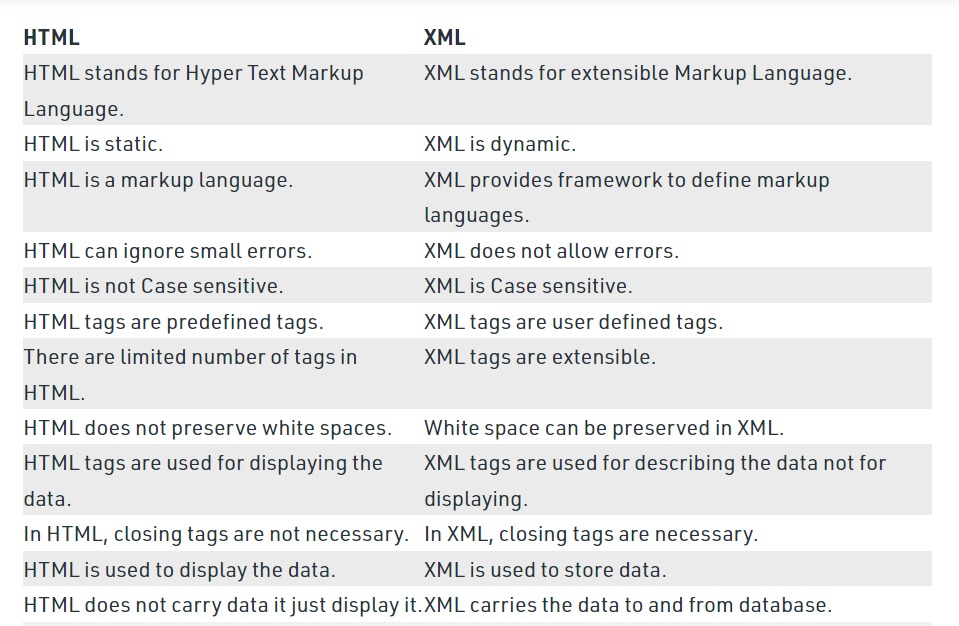 HTML XML
HTML stands for Hyper Text Markup Language. XML stands for extensible Markup Language.
HTML is static. XML is dynamic.
HTML is a markup language. XML provides framework to define markup languages.
HTML can ignore small errors. XML does not allow errors.
HTML is not Case sensitive. XML is Case sensitive.
HTML tags are predefined tags. XML tags are user defined tags.
There are limited number of tags in HTML. XML tags are extensible.
HTML does not preserve white spaces. White space can be preserved in XML.
HTML tags are used for displaying the data. XML tags are used for describing the data not for displaying.
In HTML, closing tags are not necessary. In XML, closing tags are necessary.
HTML is used to display the data. XML is used to store data.
HTML does not carry data it just display it. XML carries the data to and from database.